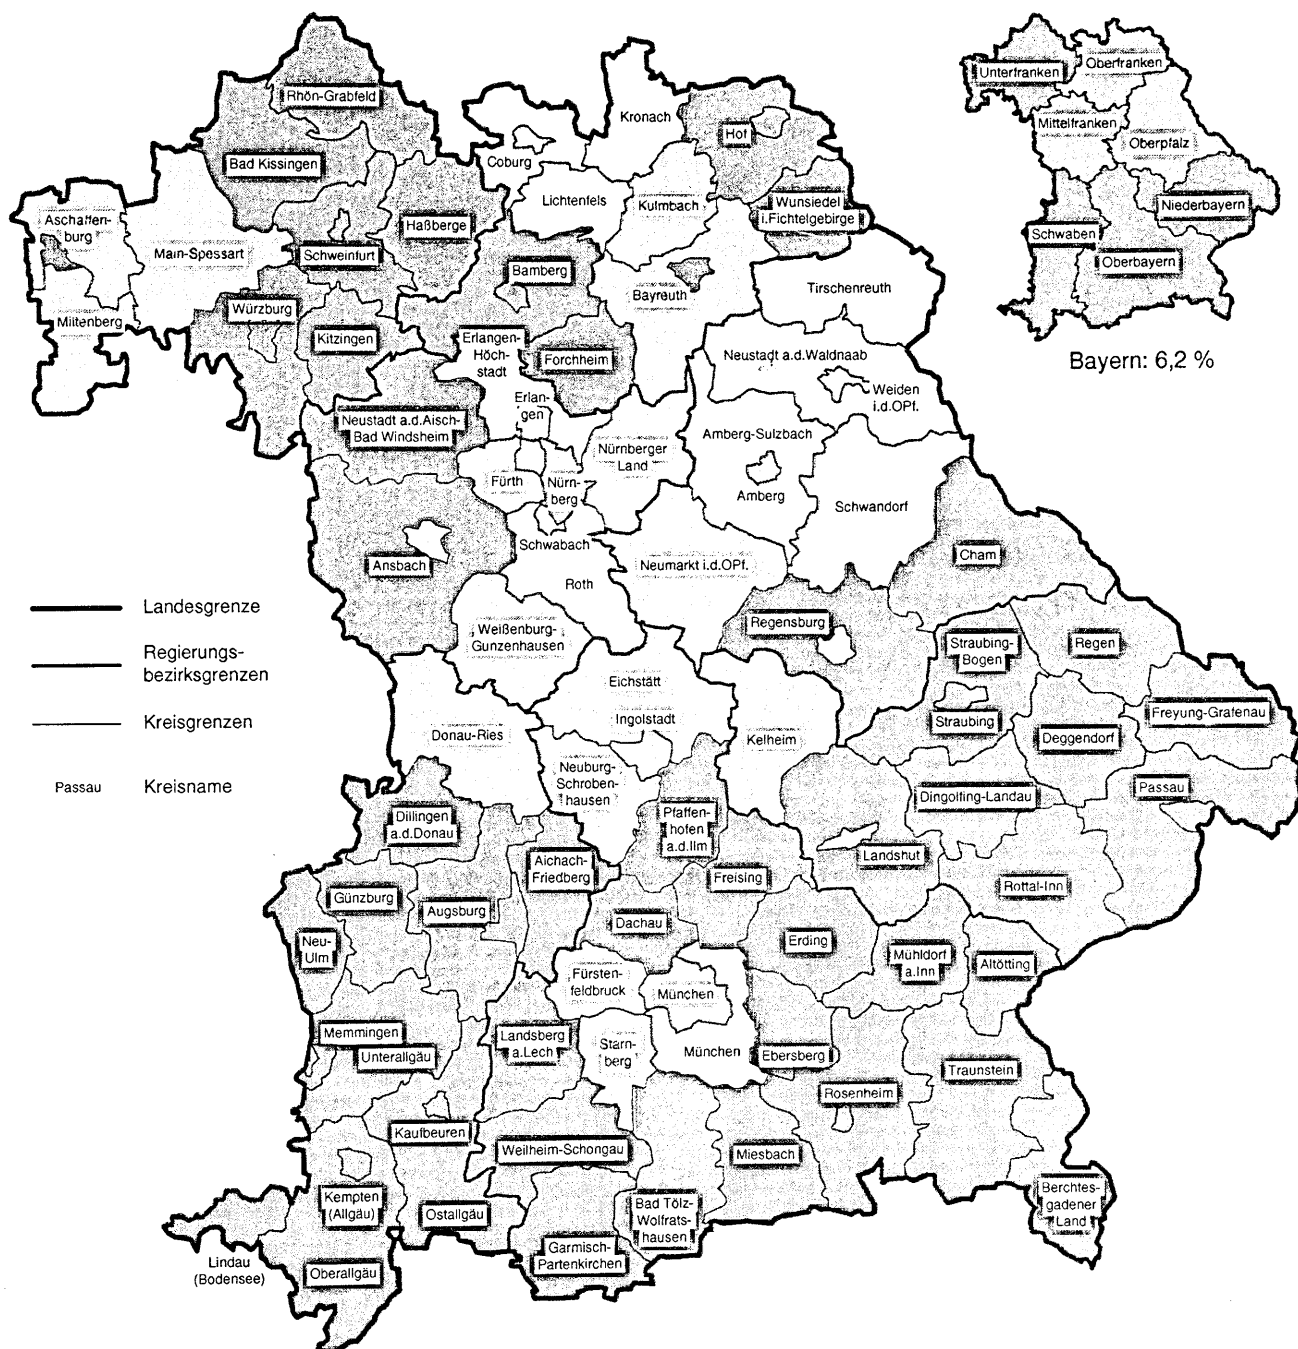 Rhön-Grabfeld
Kronach
Hof
Coburg
Bad Kissingen
Lichtenfels
Kulmbach
Wunsiedel
i.Fichtelgebirge
Aschaffen-
burg
Haßberge
Main-Spessart
Schweinfurt
Bamberg
Bayreuth
Tirschenreuth
Miltenberg
Würzburg
Kitzingen
Erlangen-
Höch-
stadt
Forchheim
Neustadt a.d.Waldnaab
Weiden
i.d.OPf.
Erlan-
gen
Neustadt a.d.Aisch-
Bad Windsheim
Amberg-Sulzbach
Nürnberger
Land
Fürth
Nürn-
berg
Amberg
Schwandorf
Schwabach
Ansbach
Cham
Neumarkt i.d.OPf.
Roth
Regensburg
Weißenburg-
Gunzenhausen
Straubing-
Bogen
Regen
Eichstätt
Ingolstadt
Straubing
Freyung-Grafenau
Donau-Ries
Kelheim
Deggendorf
Neuburg-
Schroben-
hausen
Passau
Dingolfing-Landau
Dillingen
a.d.Donau
Pfaffen-
hofen
a.d.Ilm
Aichach-
Friedberg
Landshut
Freising
Rottal-Inn
Günzburg
Augsburg
Dachau
Erding
Neu-
Ulm
Mühldorf
a.Inn
Altötting
Fürsten-
feldbruck
München
Memmingen
Unterallgäu
Landsberg
a.Lech
Starn-
berg
München
Ebersberg
Traunstein
Rosenheim
Kaufbeuren
Weilheim-Schongau
Miesbach
Kempten
(Allgäu)
Ostallgäu
Bad Tölz-
Wolfrats-
hausen
Berchtes-
gadener
Land
Garmisch-
Partenkirchen
Lindau
(Bodensee)
Oberallgäu
Unterfranken
Oberfranken
Mittelfranken
Oberpfalz
Niederbayern
Schwaben
Oberbayern
Bayern: 6,2 %
Landesgrenze
Regierungs-
bezirksgrenzen
Kreisgrenzen
Passau Kreisname